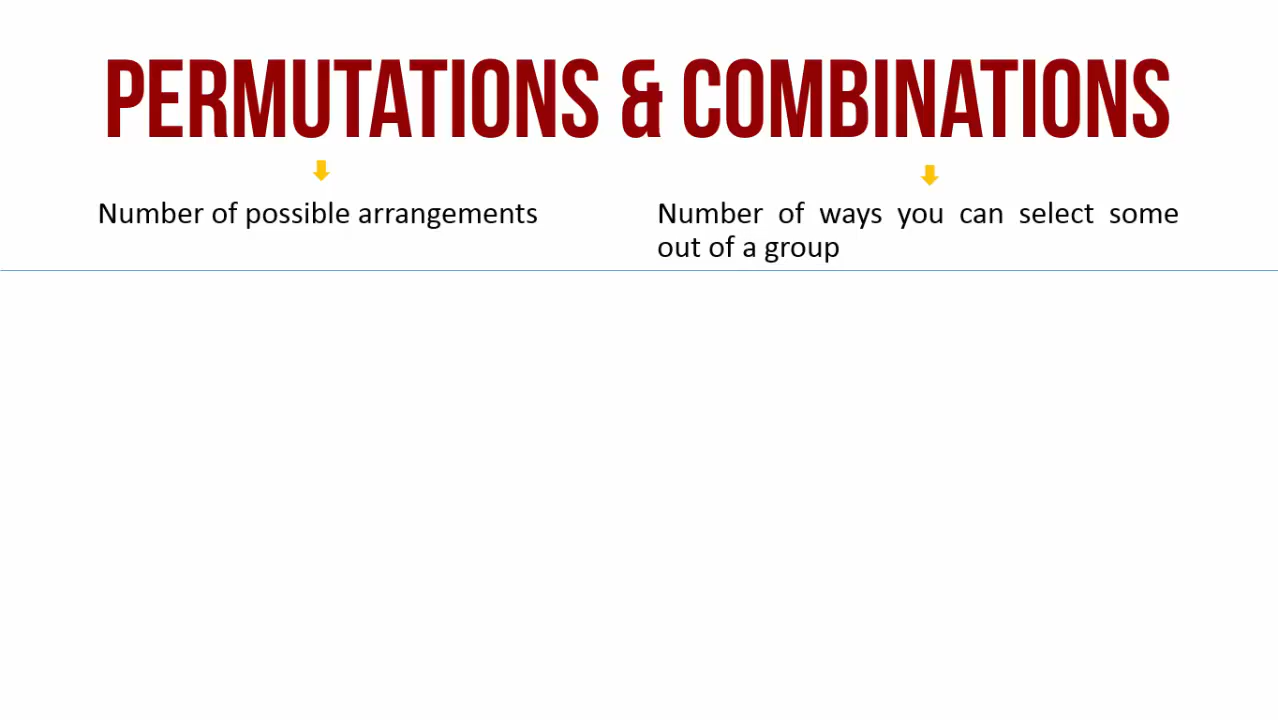 PERMUTATIONS & COMBINATIONS
Number of possible arrangements
Number of ways you can select some
out of a group